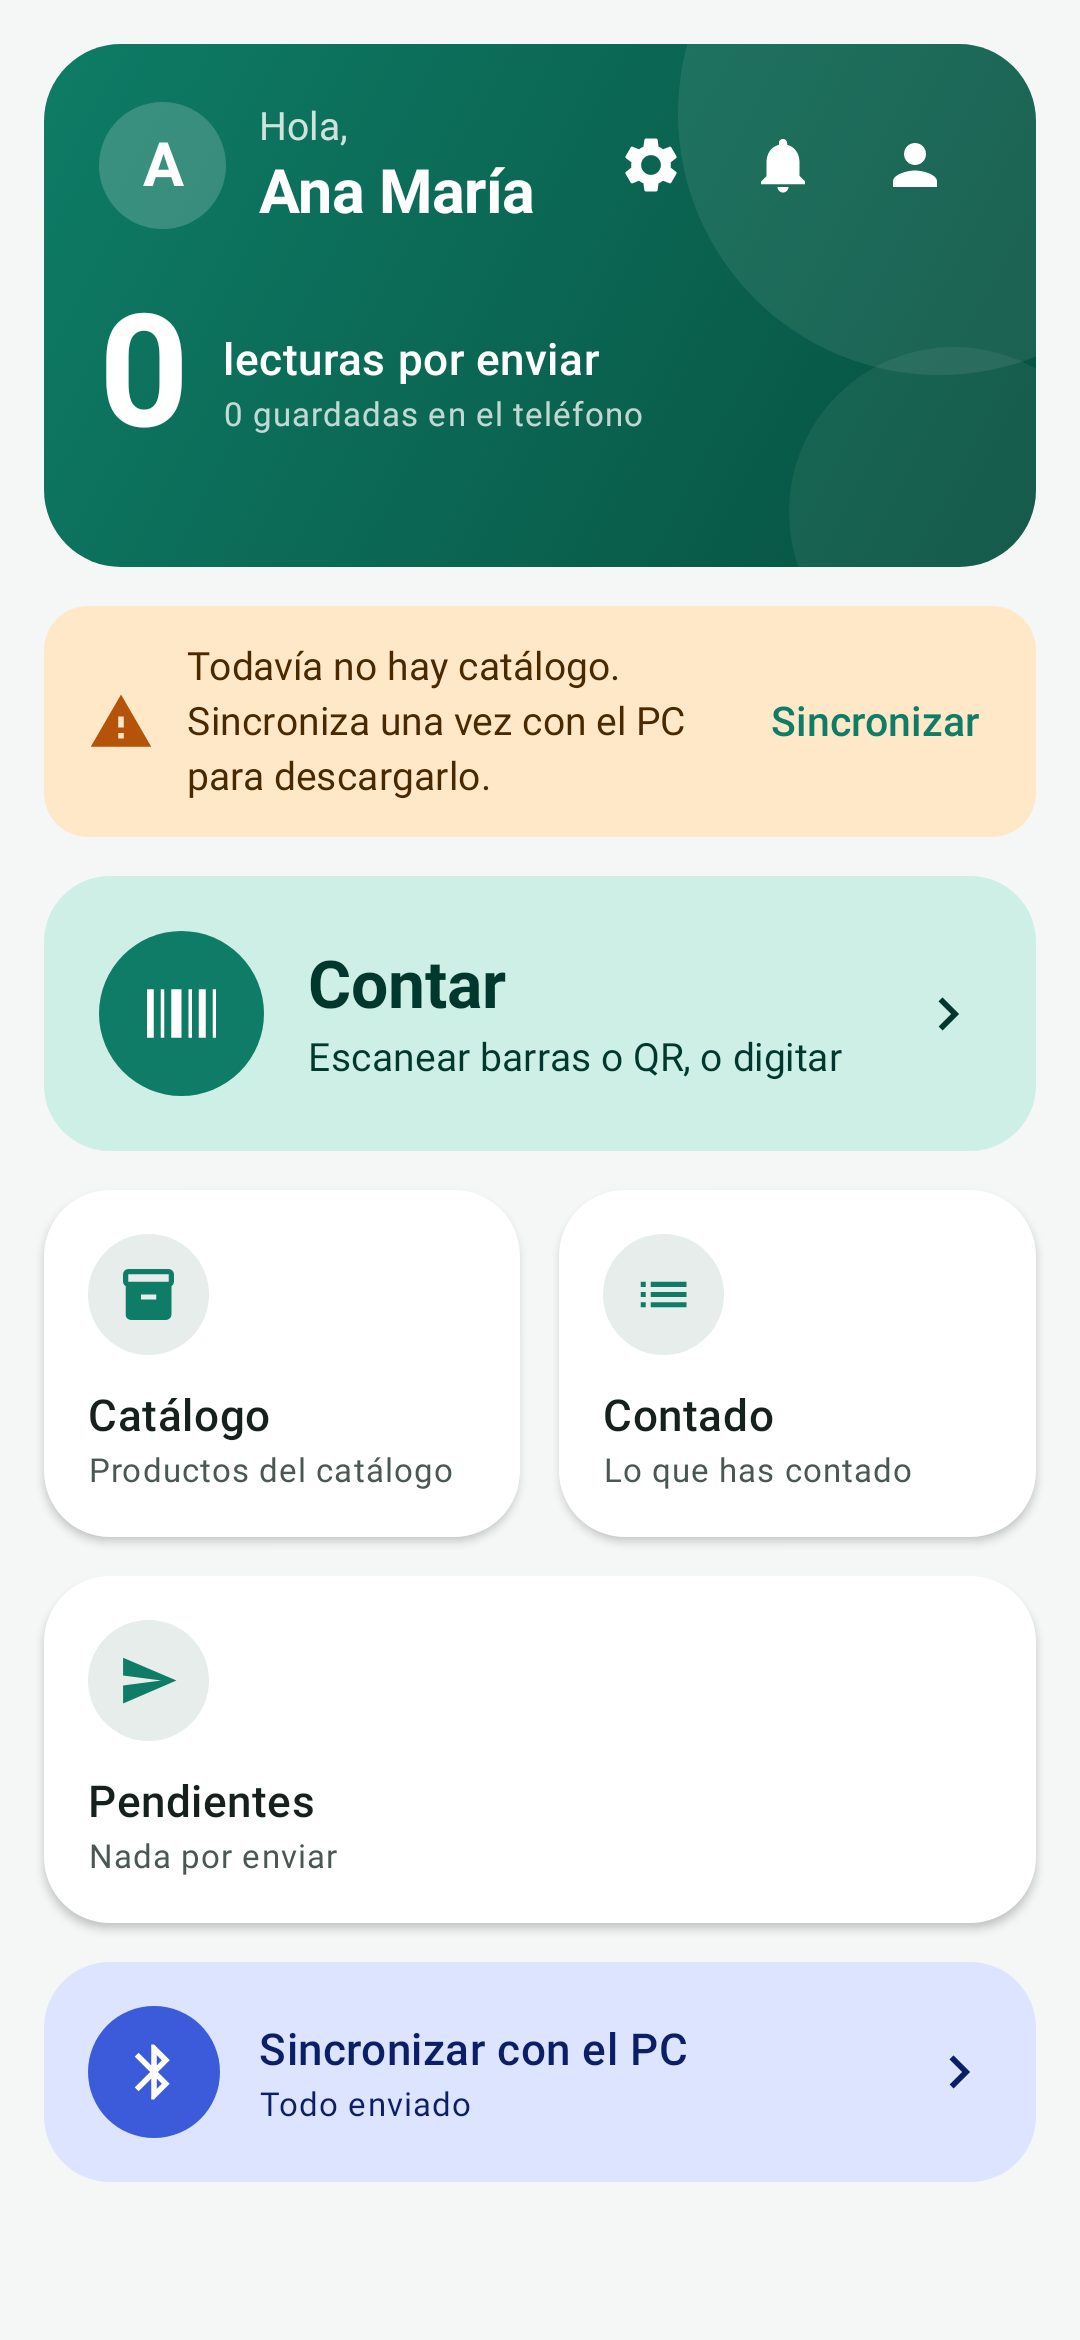 A
Hola,
Ana María
0
lecturas por enviar
0 guardadas en el teléfono
Todavía no hay catálogo.
Sincroniza una vez con el PC
para descargarlo.
Sincronizar
Contar
Escanear barras o QR, o digitar
Catálogo
Productos del catálogo
Contado
Lo que has contado
Pendientes
Nada por enviar
Sincronizar con el PC
Todo enviado